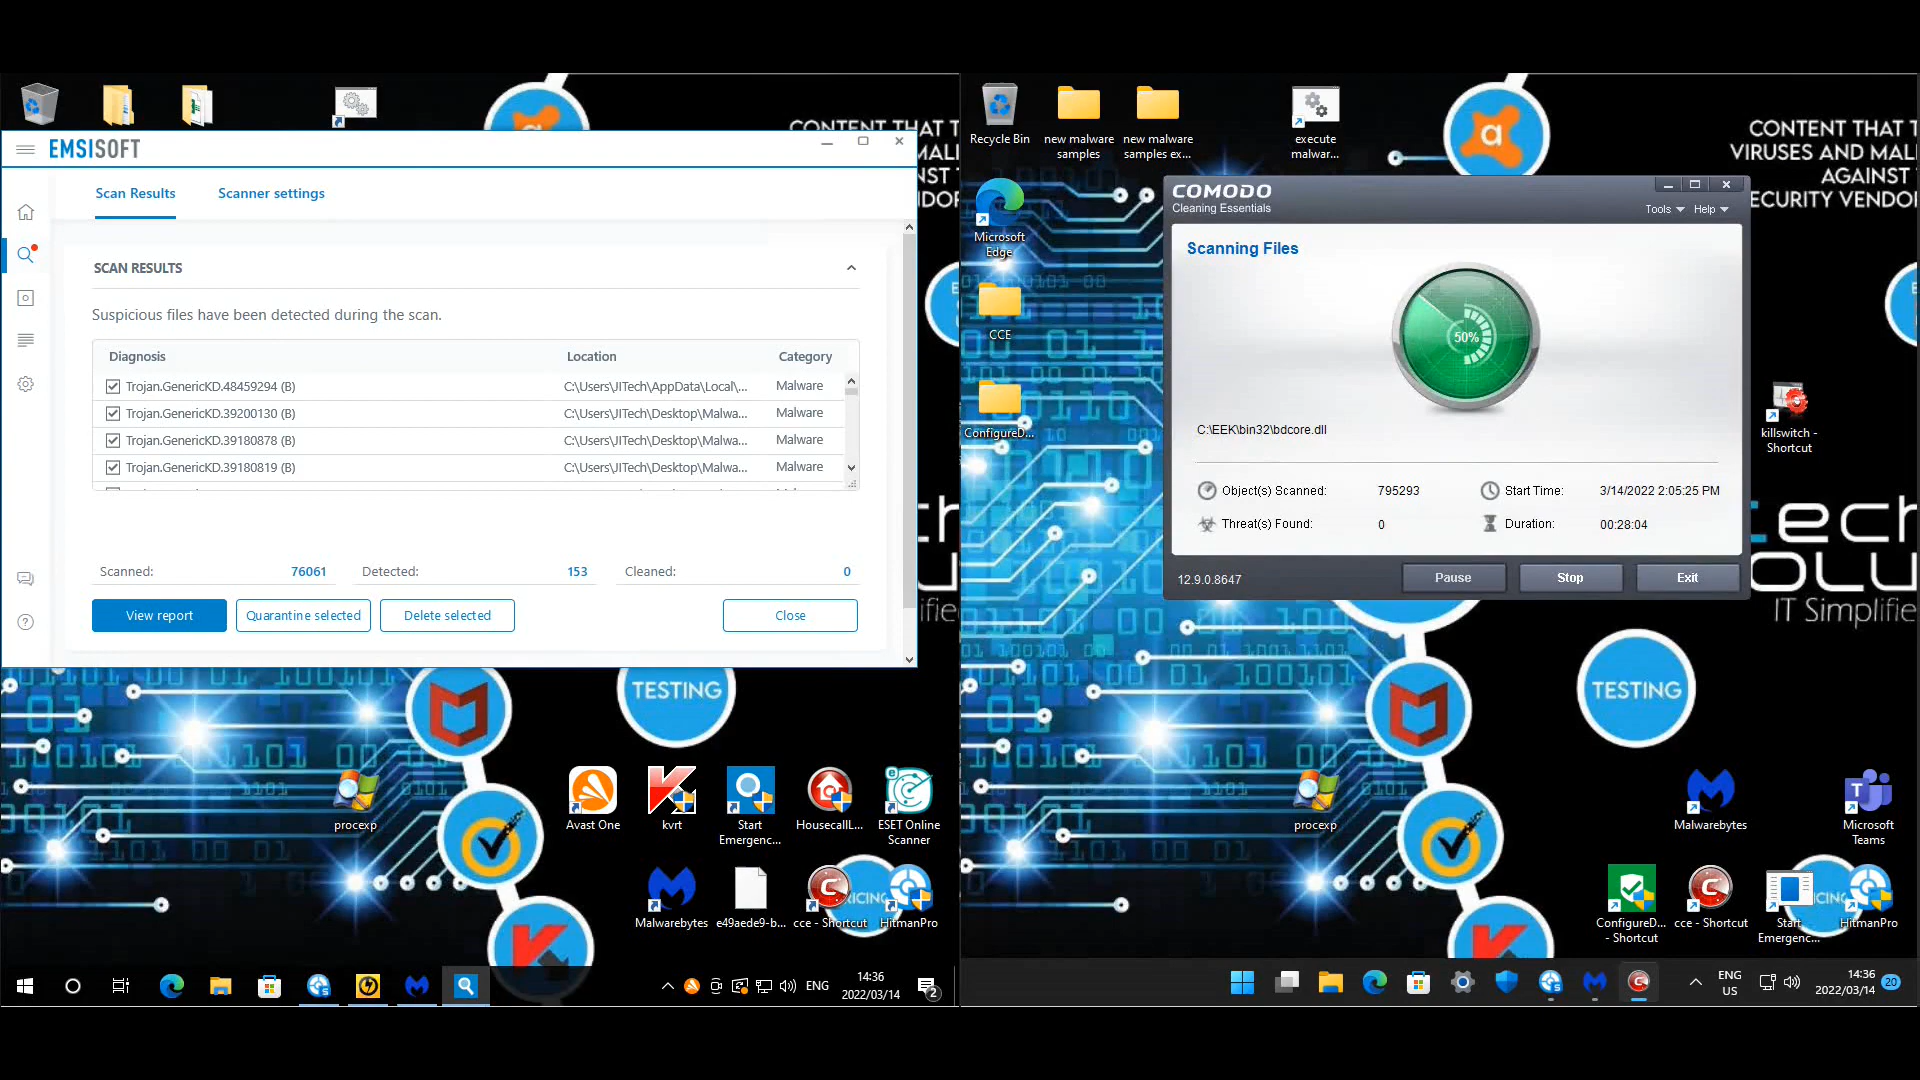 CONTENT THAT T
EMSISOFT
Scan Results
Scanner settings
SCAN RESULTS
Suspicious files have been detected during the scan.
Diagnosis Location Category
Trojan.GenericKD.48459294 (B) C:\Users\JITech\AppData\Local\... Malware
Trojan.GenericKD.39200130 (B) C:\Users\JITech\Desktop\Malwa... Malware
Trojan.GenericKD.39180878 (B) C:\Users\JITech\Desktop\Malwa... Malware
Trojan.GenericKD.39180819 (B) C:\Users\JITech\Desktop\Malwa... Malware
Scanned: 76061 Detected: 153 Cleaned: 0
View report Quarantine selected Delete selected Close
TESTING
procexp
Avast One
kvrt
Start
Emergenc...
HousecallL...
ESET Online
Scanner
Malwarebytes
e49aede9-b...
cce - Shortcut
HitmanPro
ENG
14:36
2022/03/14
2
Recycle Bin
new malware
samples
new malware
samples ex...
execute
malwar...
CONTENT THAT T
VIRUSES AND MAL
AGAINST
ECURITY VENDO
Microsoft
Edge
CCE
ConfigureD...
COMODO
Cleaning Essentials
Tools Help
Scanning Files
50%
C:\EEK\bin32\bdcore.dll
Object(s) Scanned: 795293 Start Time: 3/14/2022 2:05:25 PM
Threat(s) Found: 0 Duration: 00:28:04
12.9.0.8647
Pause Stop Exit
killswitch -
Shortcut
ech
OLU
IT Simplifie
TESTING
procexp
Malwarebytes
Microsoft
Teams
ConfigureD...
- Shortcut
cce - Shortcut
Start
Emergenc...
HitmanPro
ENG
US
14:36
2022/03/14
20